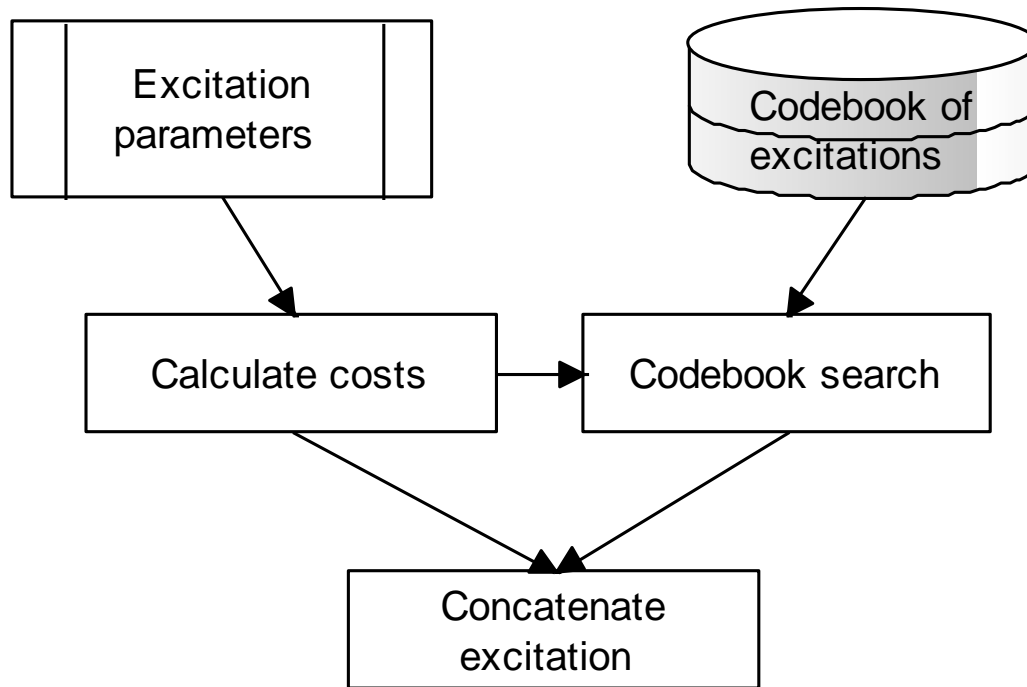 Excitation
parameters
Codebook of
excitations
Calculate costs
Codebook search
Concatenate
excitation